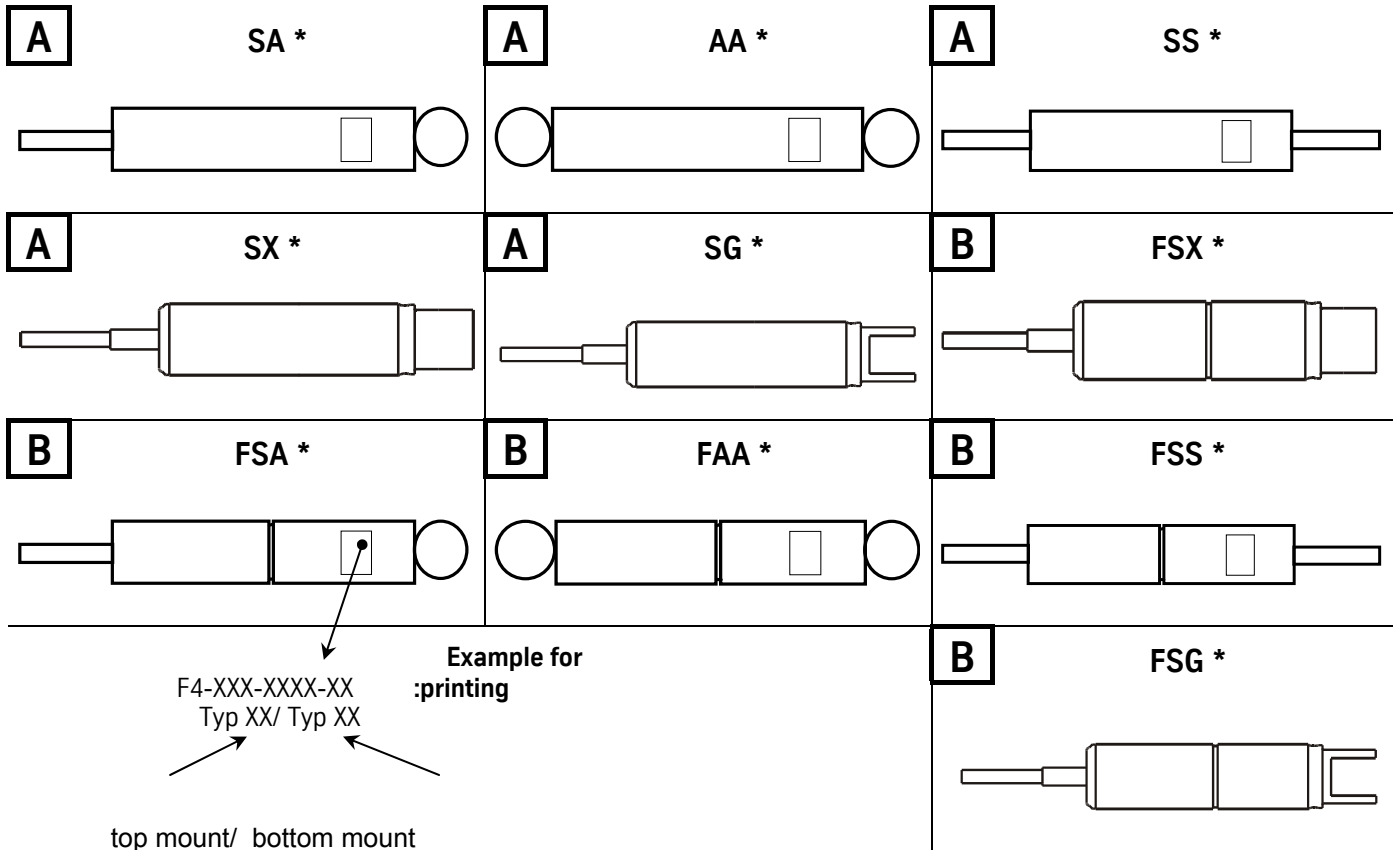 A SA *
A AA *
A SS *
A SX *
A SG *
B FSX *
B FSA *
B FAA *
B FSS *
Example for
:printing
F4-XXX-XXXX-XX
Typ XX/ Typ XX
top mount/ bottom mount
B FSG *